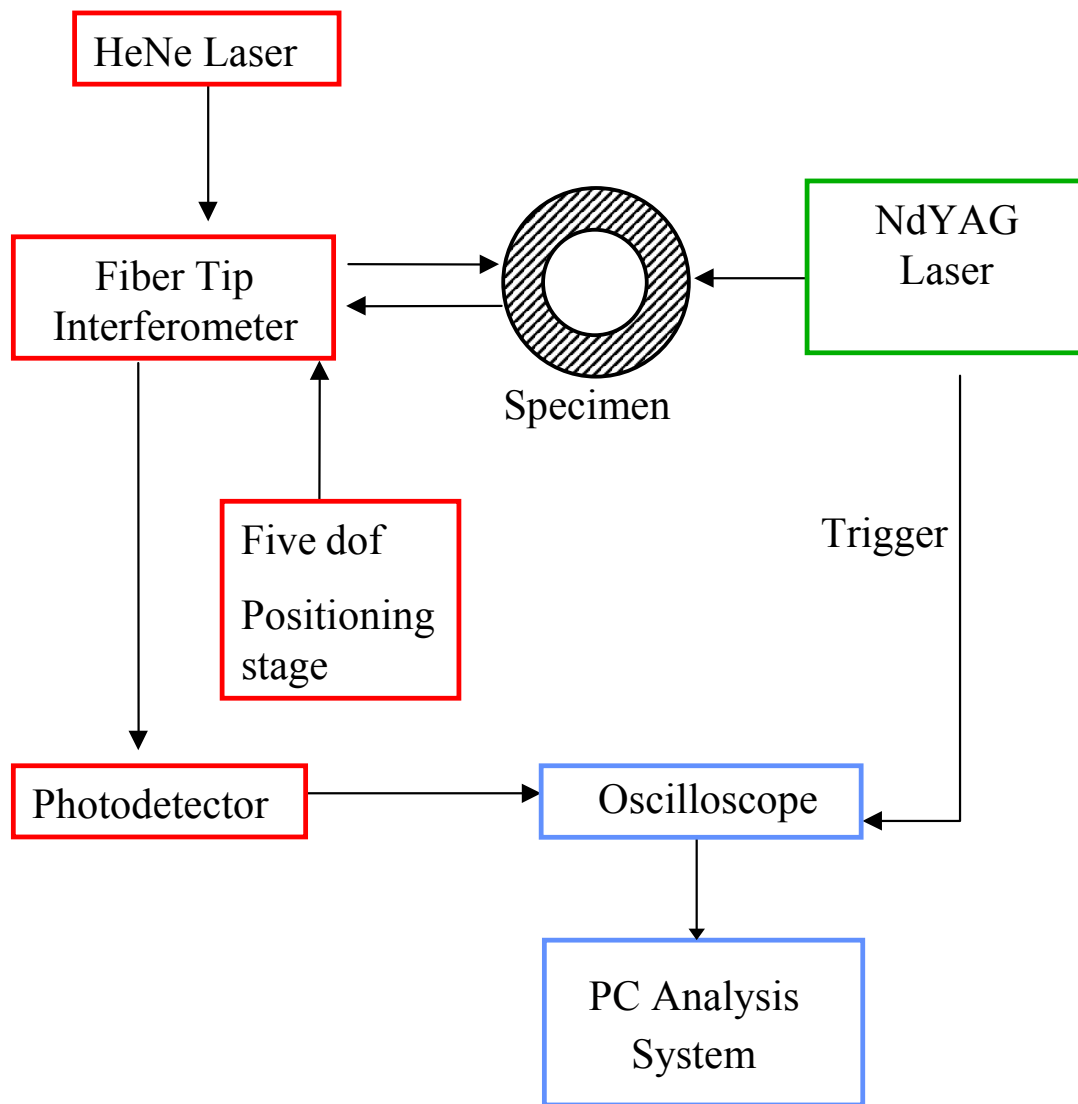 HeNe Laser
NdYAG
Laser
Fiber Tip
Interferometer
Specimen
Five dof
Positioning
stage
Trigger
Photodetector
Oscilloscope
PC Analysis
System